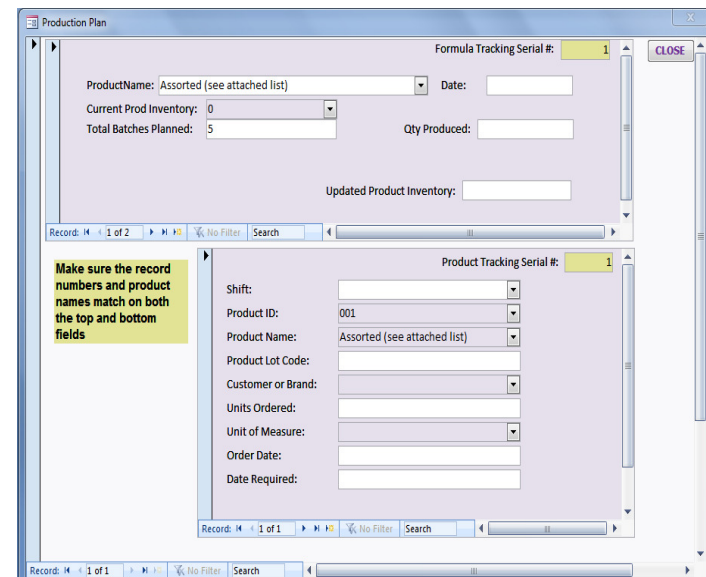 Production Plan
Formula Tracking Serial #: 1
CLOSE
ProductName: Assorted (see attached list) Date:
Current Prod Inventory: 0
Total Batches Planned: 5 Qty Produced:
Updated Product Inventory:
Record: 1 of 2 No Filter Search
Product Tracking Serial #: 1
Make sure the record
numbers and product
names match on both
the top and bottom
fields
Shift:
Product ID: 001
Product Name: Assorted (see attached list)
Product Lot Code:
Customer or Brand:
Units Ordered:
Unit of Measure:
Order Date:
Date Required:
Record: 1 of 1 No Filter Search
Record: 1 of 1 No Filter Search